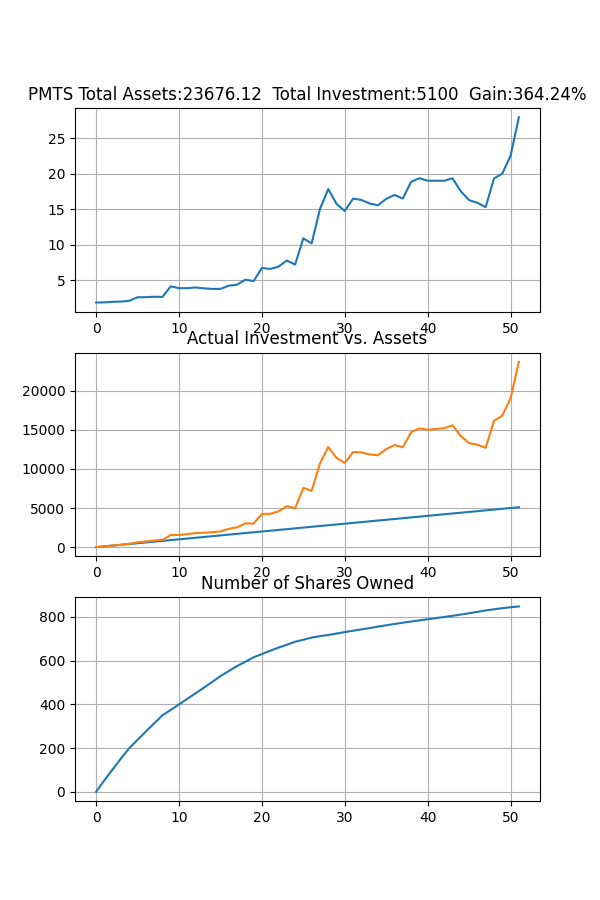 PMTS Total Assets:23676.12  Total Investment:5100  Gain:364.24%
25
20
15
10
5
0 10 20 30 40 50
Actual Investment vs. Assets
20000
15000
10000
5000
0
0 10 20 30 40 50
Number of Shares Owned
800
600
400
200
0
0 10 20 30 40 50